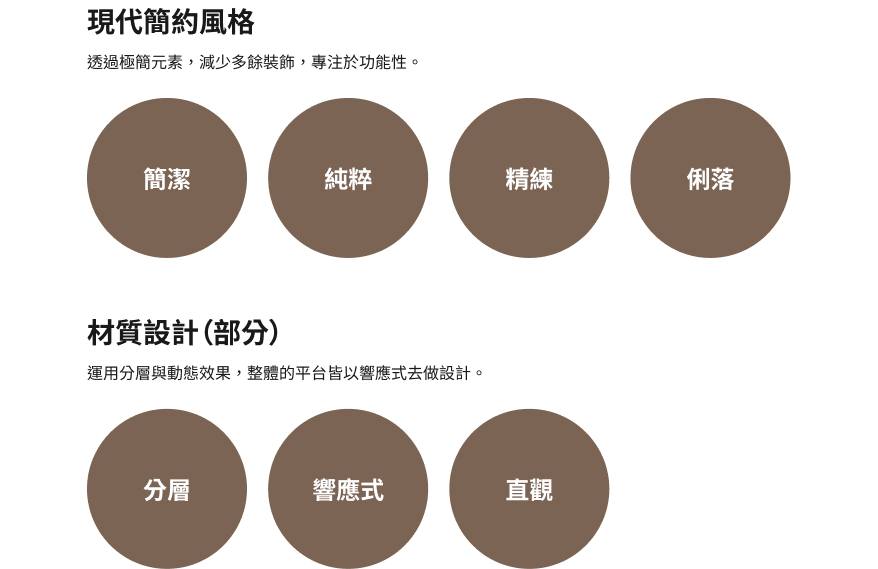 現代簡約風格
透過極簡元素，減少多餘裝飾，專注於功能性。
簡潔
純粹
精練
俐落
材質設計（部分）
運用分層與動態效果，整體的平台皆以響應式去做設計。
分層
響應式
直觀